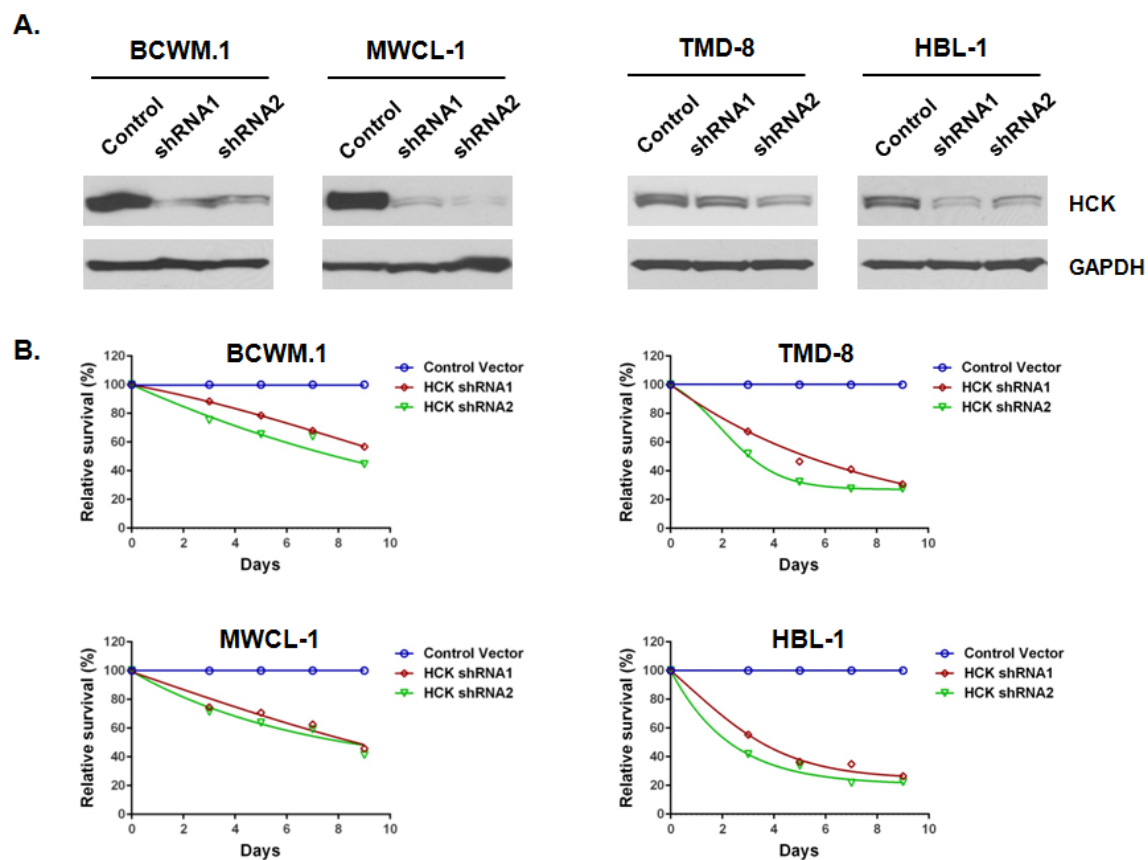 A.
BCWM.1 MWCL-1 TMD-8 HBL-1
Control shRNA1 shRNA2 Control shRNA1 shRNA2 Control shRNA1 shRNA2 Control shRNA1 shRNA2
HCK
GAPDH
B.
BCWM.1
Relative survival (%)
120
100
80
60
40
20
0
0 2 4 6 8 10
Days
Control Vector
HCK shRNA1
HCK shRNA2
TMD-8
Relative survival (%)
120
100
80
60
40
20
0
0 2 4 6 8 10
Days
Control Vector
HCK shRNA1
HCK shRNA2
MWCL-1
Relative survival (%)
120
100
80
60
40
20
0
0 2 4 6 8 10
Days
Control Vector
HCK shRNA1
HCK shRNA2
HBL-1
Relative survival (%)
120
100
80
60
40
20
0
0 2 4 6 8 10
Days
Control Vector
HCK shRNA1
HCK shRNA2